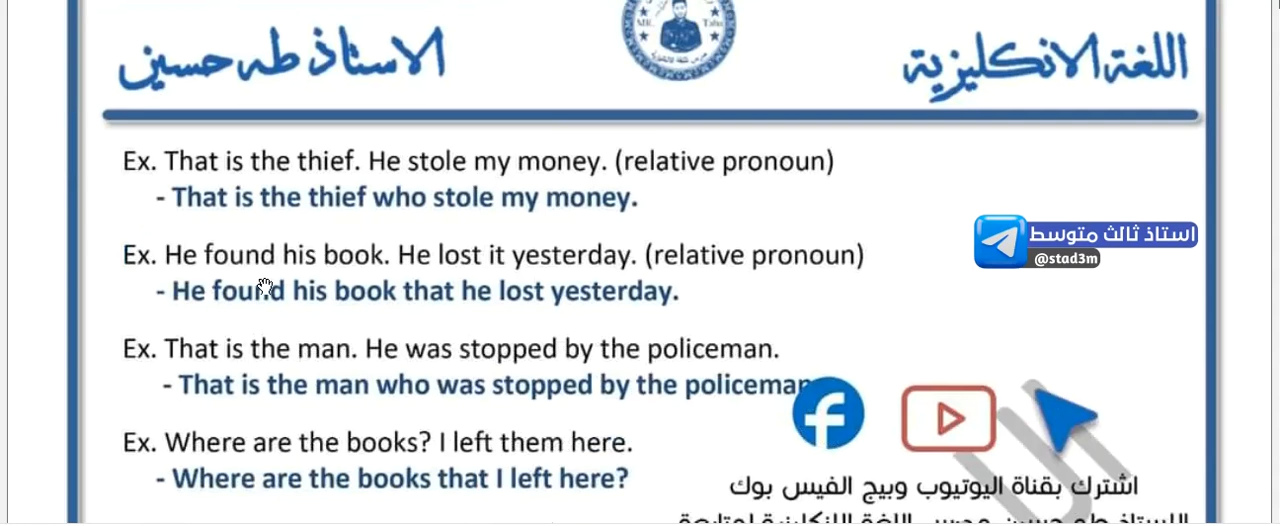 اللغة الانكليزية
الاستاذ طه حسين
MR. Taha
Ex. That is the thief. He stole my money. (relative pronoun)
- That is the thief who stole my money.
Ex. He found his book. He lost it yesterday. (relative pronoun)
- He found his book that he lost yesterday.
استاذ ثالث متوسط
@stad3m
Ex. That is the man. He was stopped by the policeman.
- That is the man who was stopped by the policeman
Ex. Where are the books? I left them here.
- Where are the books that I left here?
اشترك بقناة اليوتيوب وبيج الفيس بوك